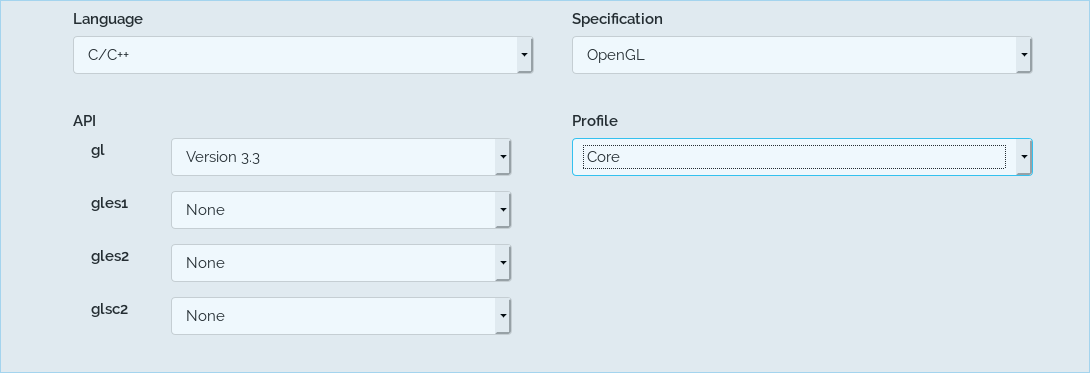 Language
Specification
C/C++
OpenGL
API
Profile
gl
Version 3.3
Core
gles1
None
gles2
None
glsc2
None